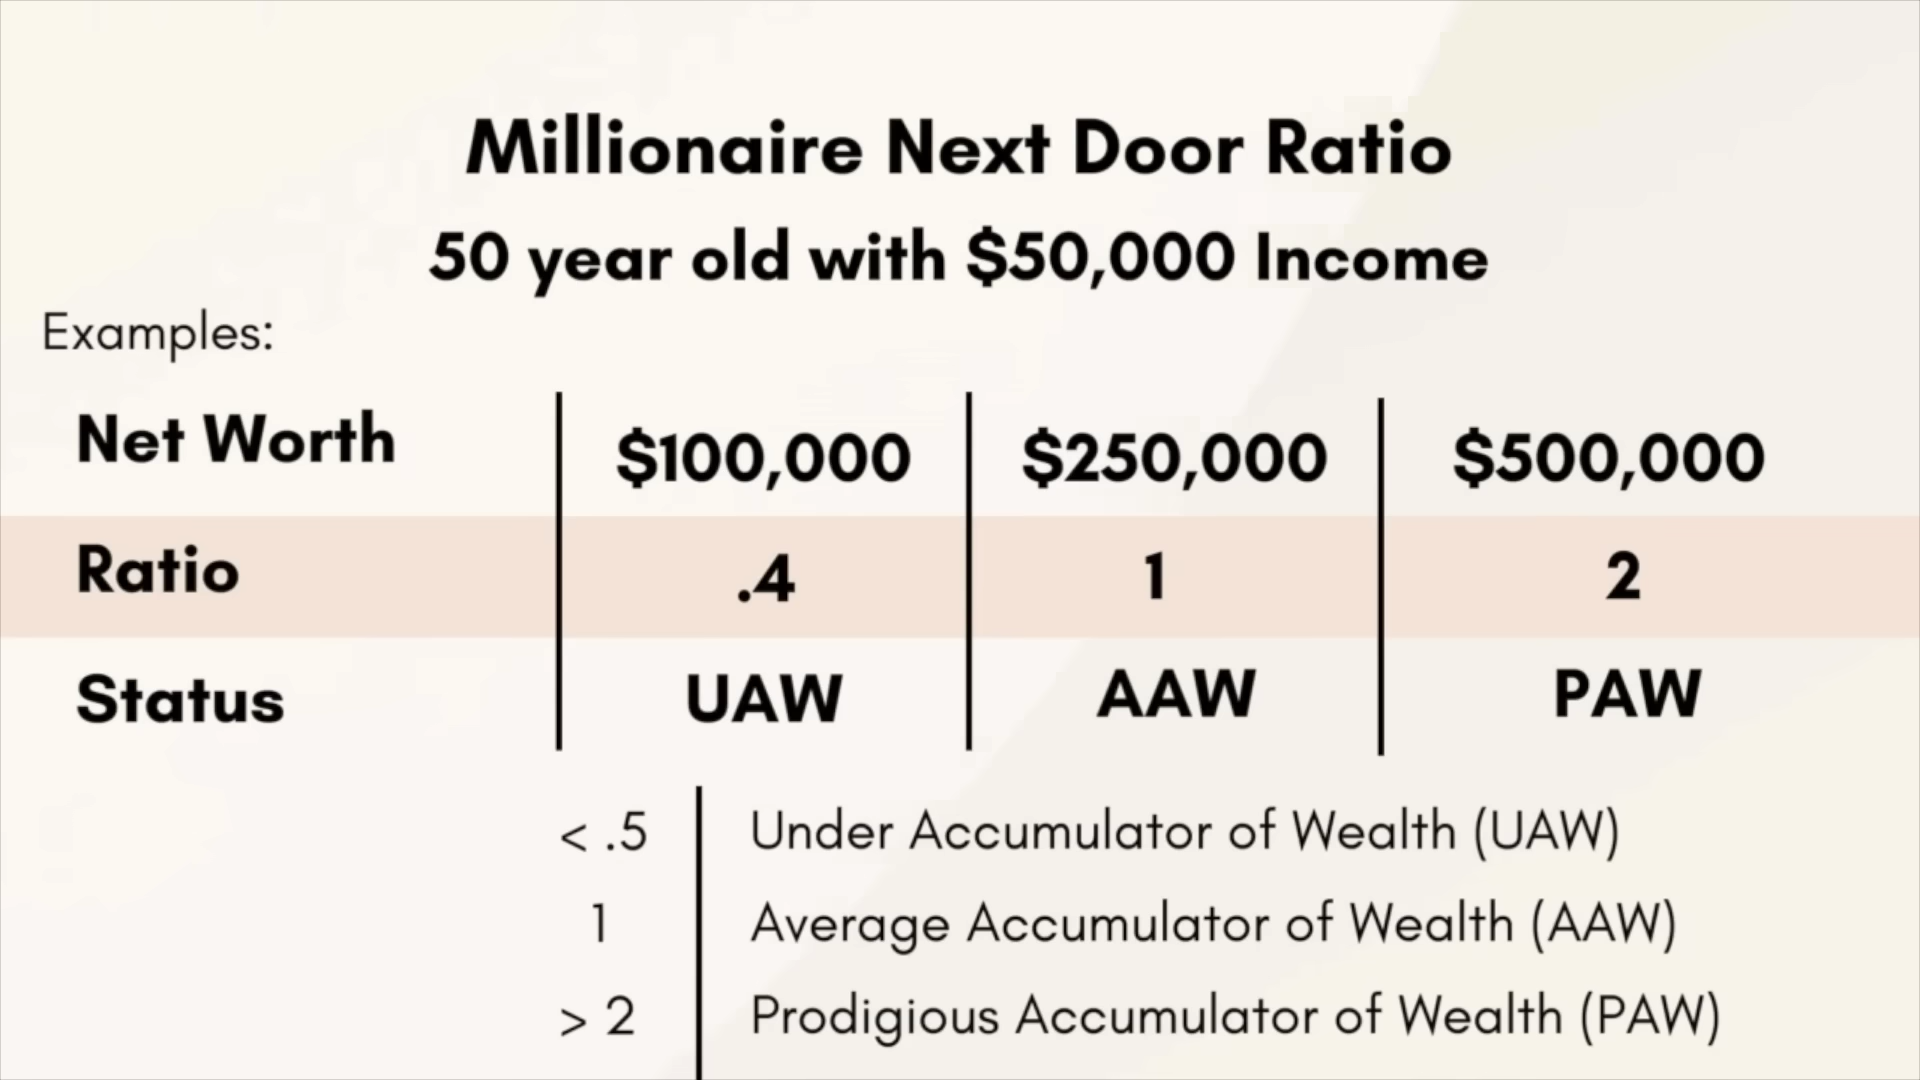 Millionaire Next Door Ratio
50 year old with $50,000 Income
Examples:
Net Worth $100,000 $250,000 $500,000
Ratio .4 1 2
Status UAW AAW PAW
< .5 Under Accumulator of Wealth (UAW)
1 Average Accumulator of Wealth (AAW)
> 2 Prodigious Accumulator of Wealth (PAW)